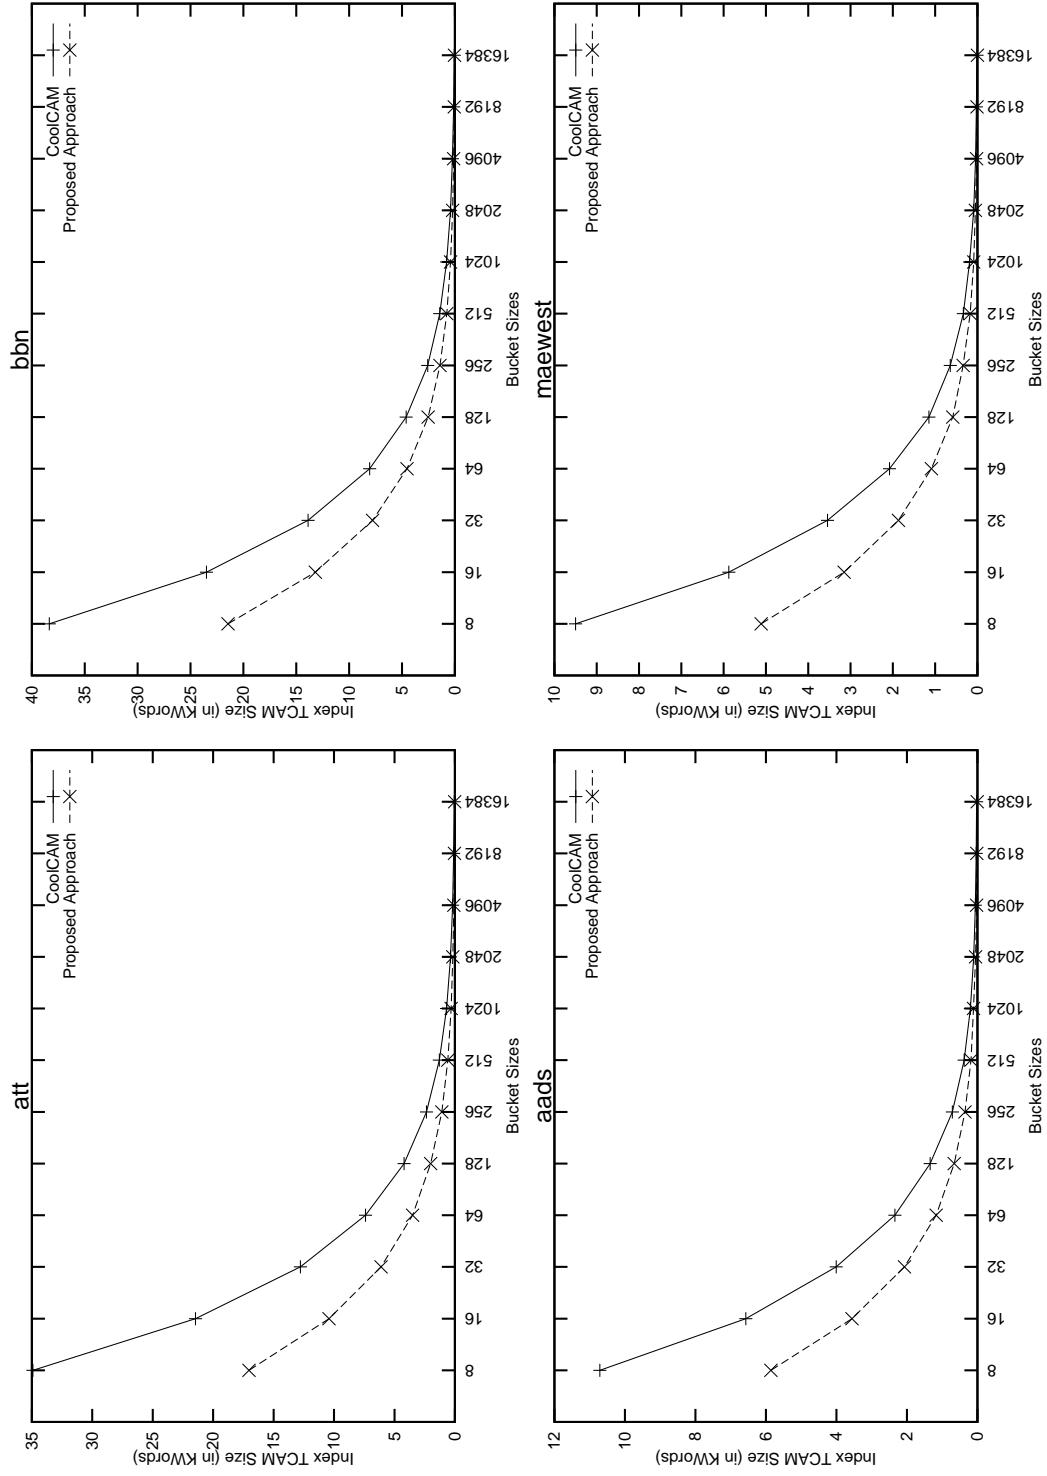 att
CoolCAM
Proposed Approach
Index TCAM Size (in KWords)
35
30
25
20
15
10
5
0
8 16 32 64 128 256 512 1024 2048 4096 8192 16384
Bucket Sizes
bbn
CoolCAM
Proposed Approach
Index TCAM Size (in KWords)
40
35
30
25
20
15
10
5
0
8 16 32 64 128 256 512 1024 2048 4096 8192 16384
Bucket Sizes
aads
CoolCAM
Proposed Approach
Index TCAM Size (in KWords)
12
10
8
6
4
2
0
8 16 32 64 128 256 512 1024 2048 4096 8192 16384
Bucket Sizes
maewest
CoolCAM
Proposed Approach
Index TCAM Size (in KWords)
10
9
8
7
6
5
4
3
2
1
0
8 16 32 64 128 256 512 1024 2048 4096 8192 16384
Bucket Sizes